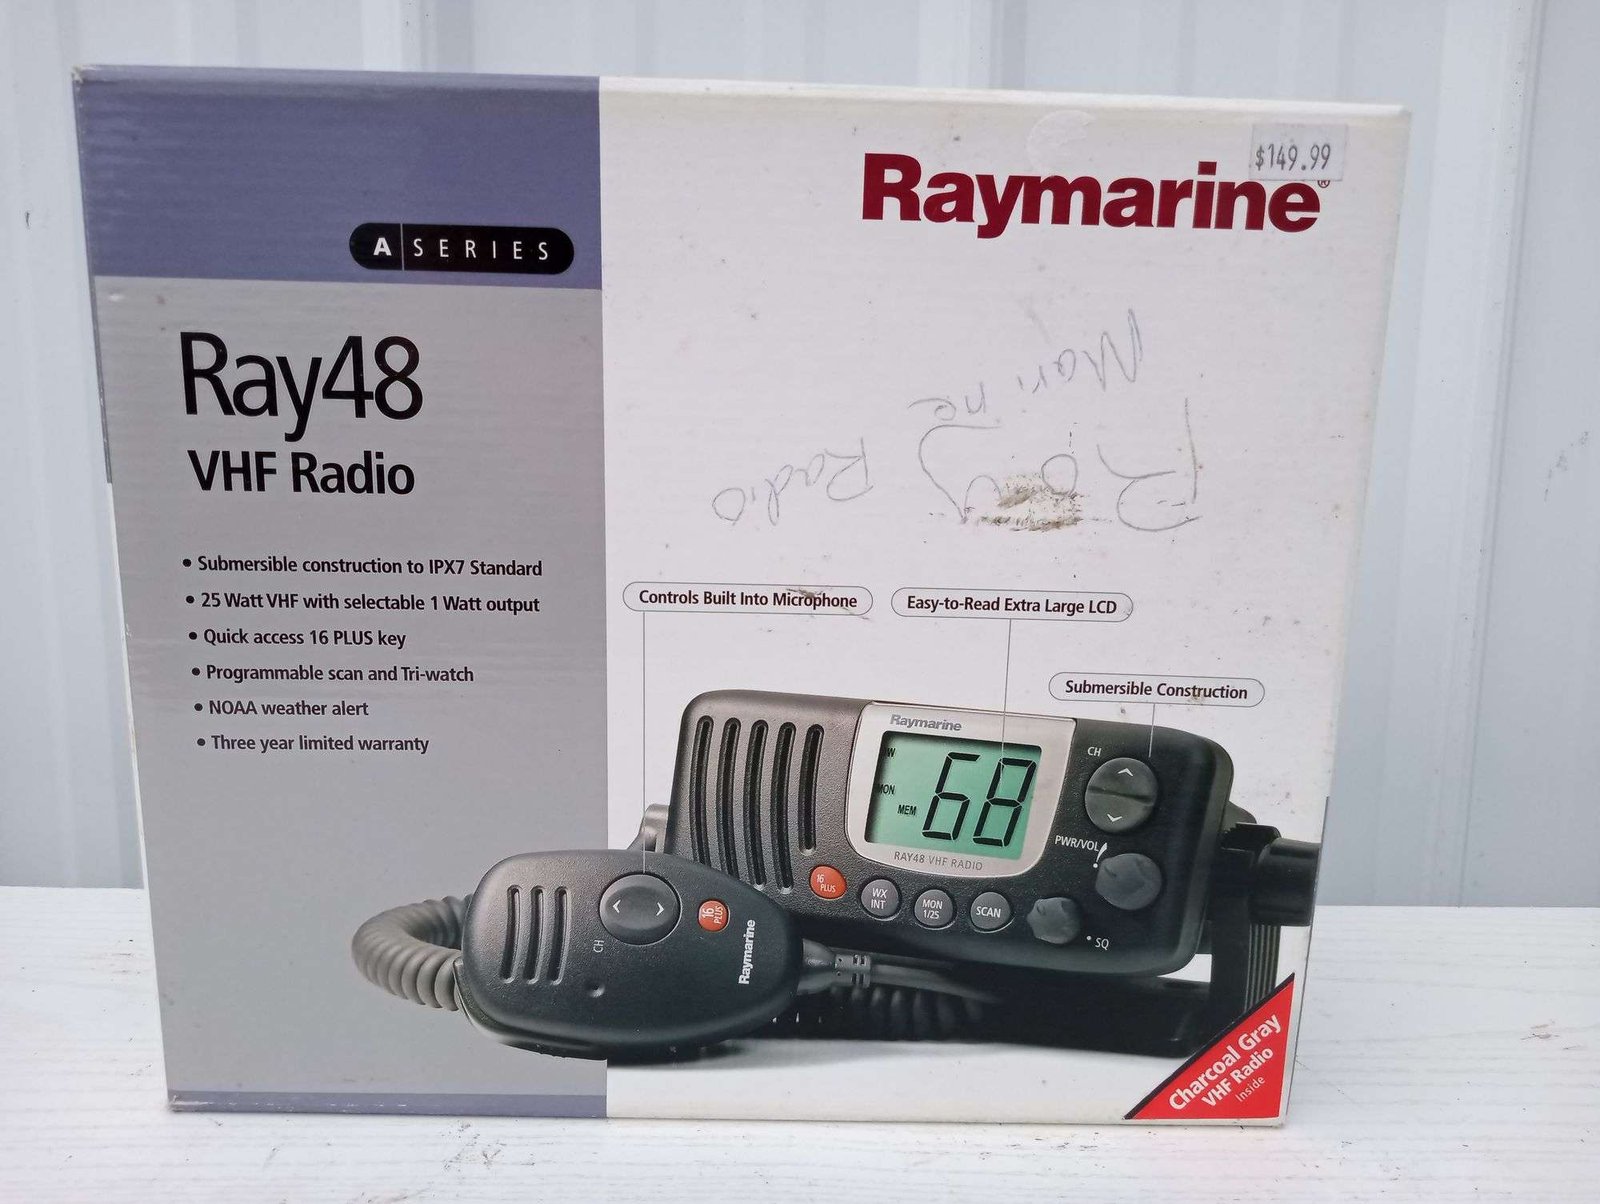 A SERIES
Raymarine®
$149.99
Ray48
VHF Radio
• Submersible construction to IPX7 Standard
• 25 Watt VHF with selectable 1 Watt output
• Quick access 16 PLUS key
• Programmable scan and Tri-watch
• NOAA weather alert
• Three year limited warranty
Ray
Marine
Radio
Controls Built Into Microphone
Easy-to-Read Extra Large LCD
Submersible Construction
Raymarine
MON
MEM
68
RAY48 VHF RADIO
CH
PWR/VOL
16 PLUS
WX INT
MON 1/25
SCAN
SQ
CH
16 PLUS
Raymarine
Charcoal Gray
VHF Radio
Inside